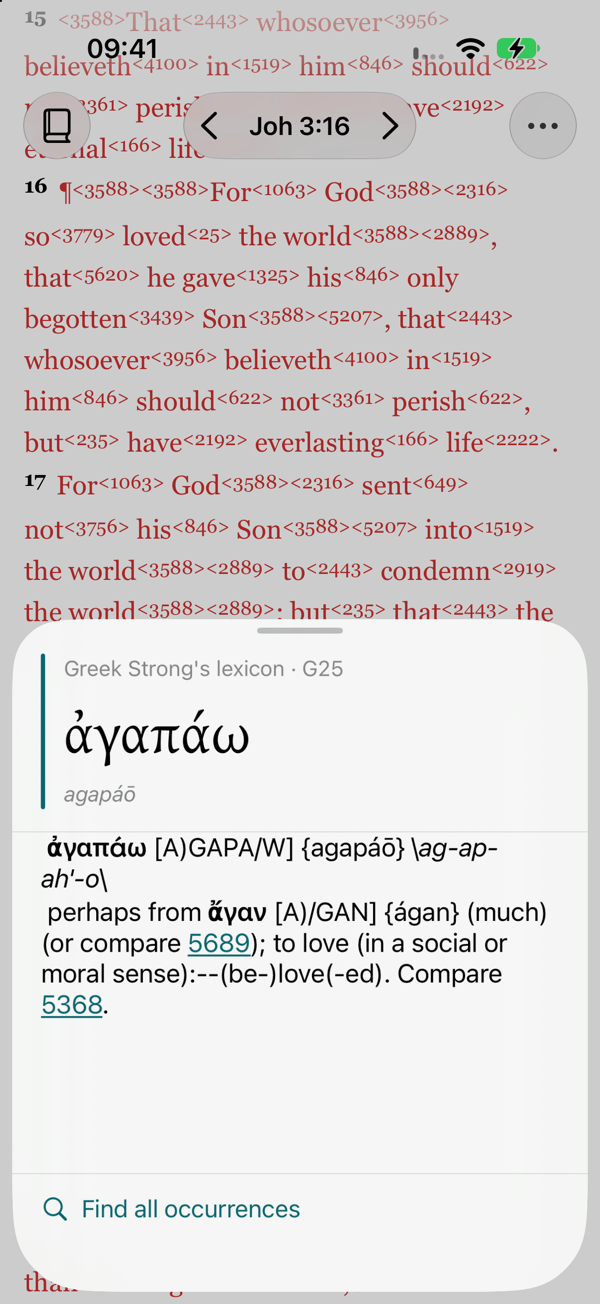 15 <3588>That<2443> whosoever<3956>
09:41
believeth<4100> in<1519> him<846> should<622>
Joh 3:16
16 ¶<3588><3588>For<1063> God<3588><2316>
so<3779> loved<25> the world<3588><2889>,
that<5620> he gave<1325> his<846> only
begotten<3439> Son<3588><5207>, that<2443>
whosoever<3956> believeth<4100> in<1519>
him<846> should<622> not<3361> perish<622>,
but<235> have<2192> everlasting<166> life<2222>.
17 For<1063> God<3588><2316> sent<649>
not<3756> his<846> Son<3588><5207> into<1519>
the world<3588><2889> to<2443> condemn<2919>
the world<3588><2889>; but<235> that<2443> the
Greek Strong's lexicon · G25
ἀγαπάω
agapáō
ἀγαπάω [A)GAPA/W] {agapáō} \ag-ap-
ah'-o\
perhaps from ἄγαν [A)/GAN] {ágan} (much)
(or compare 5689); to love (in a social or
moral sense):--(be-)love(-ed). Compare
5368.
Find all occurrences